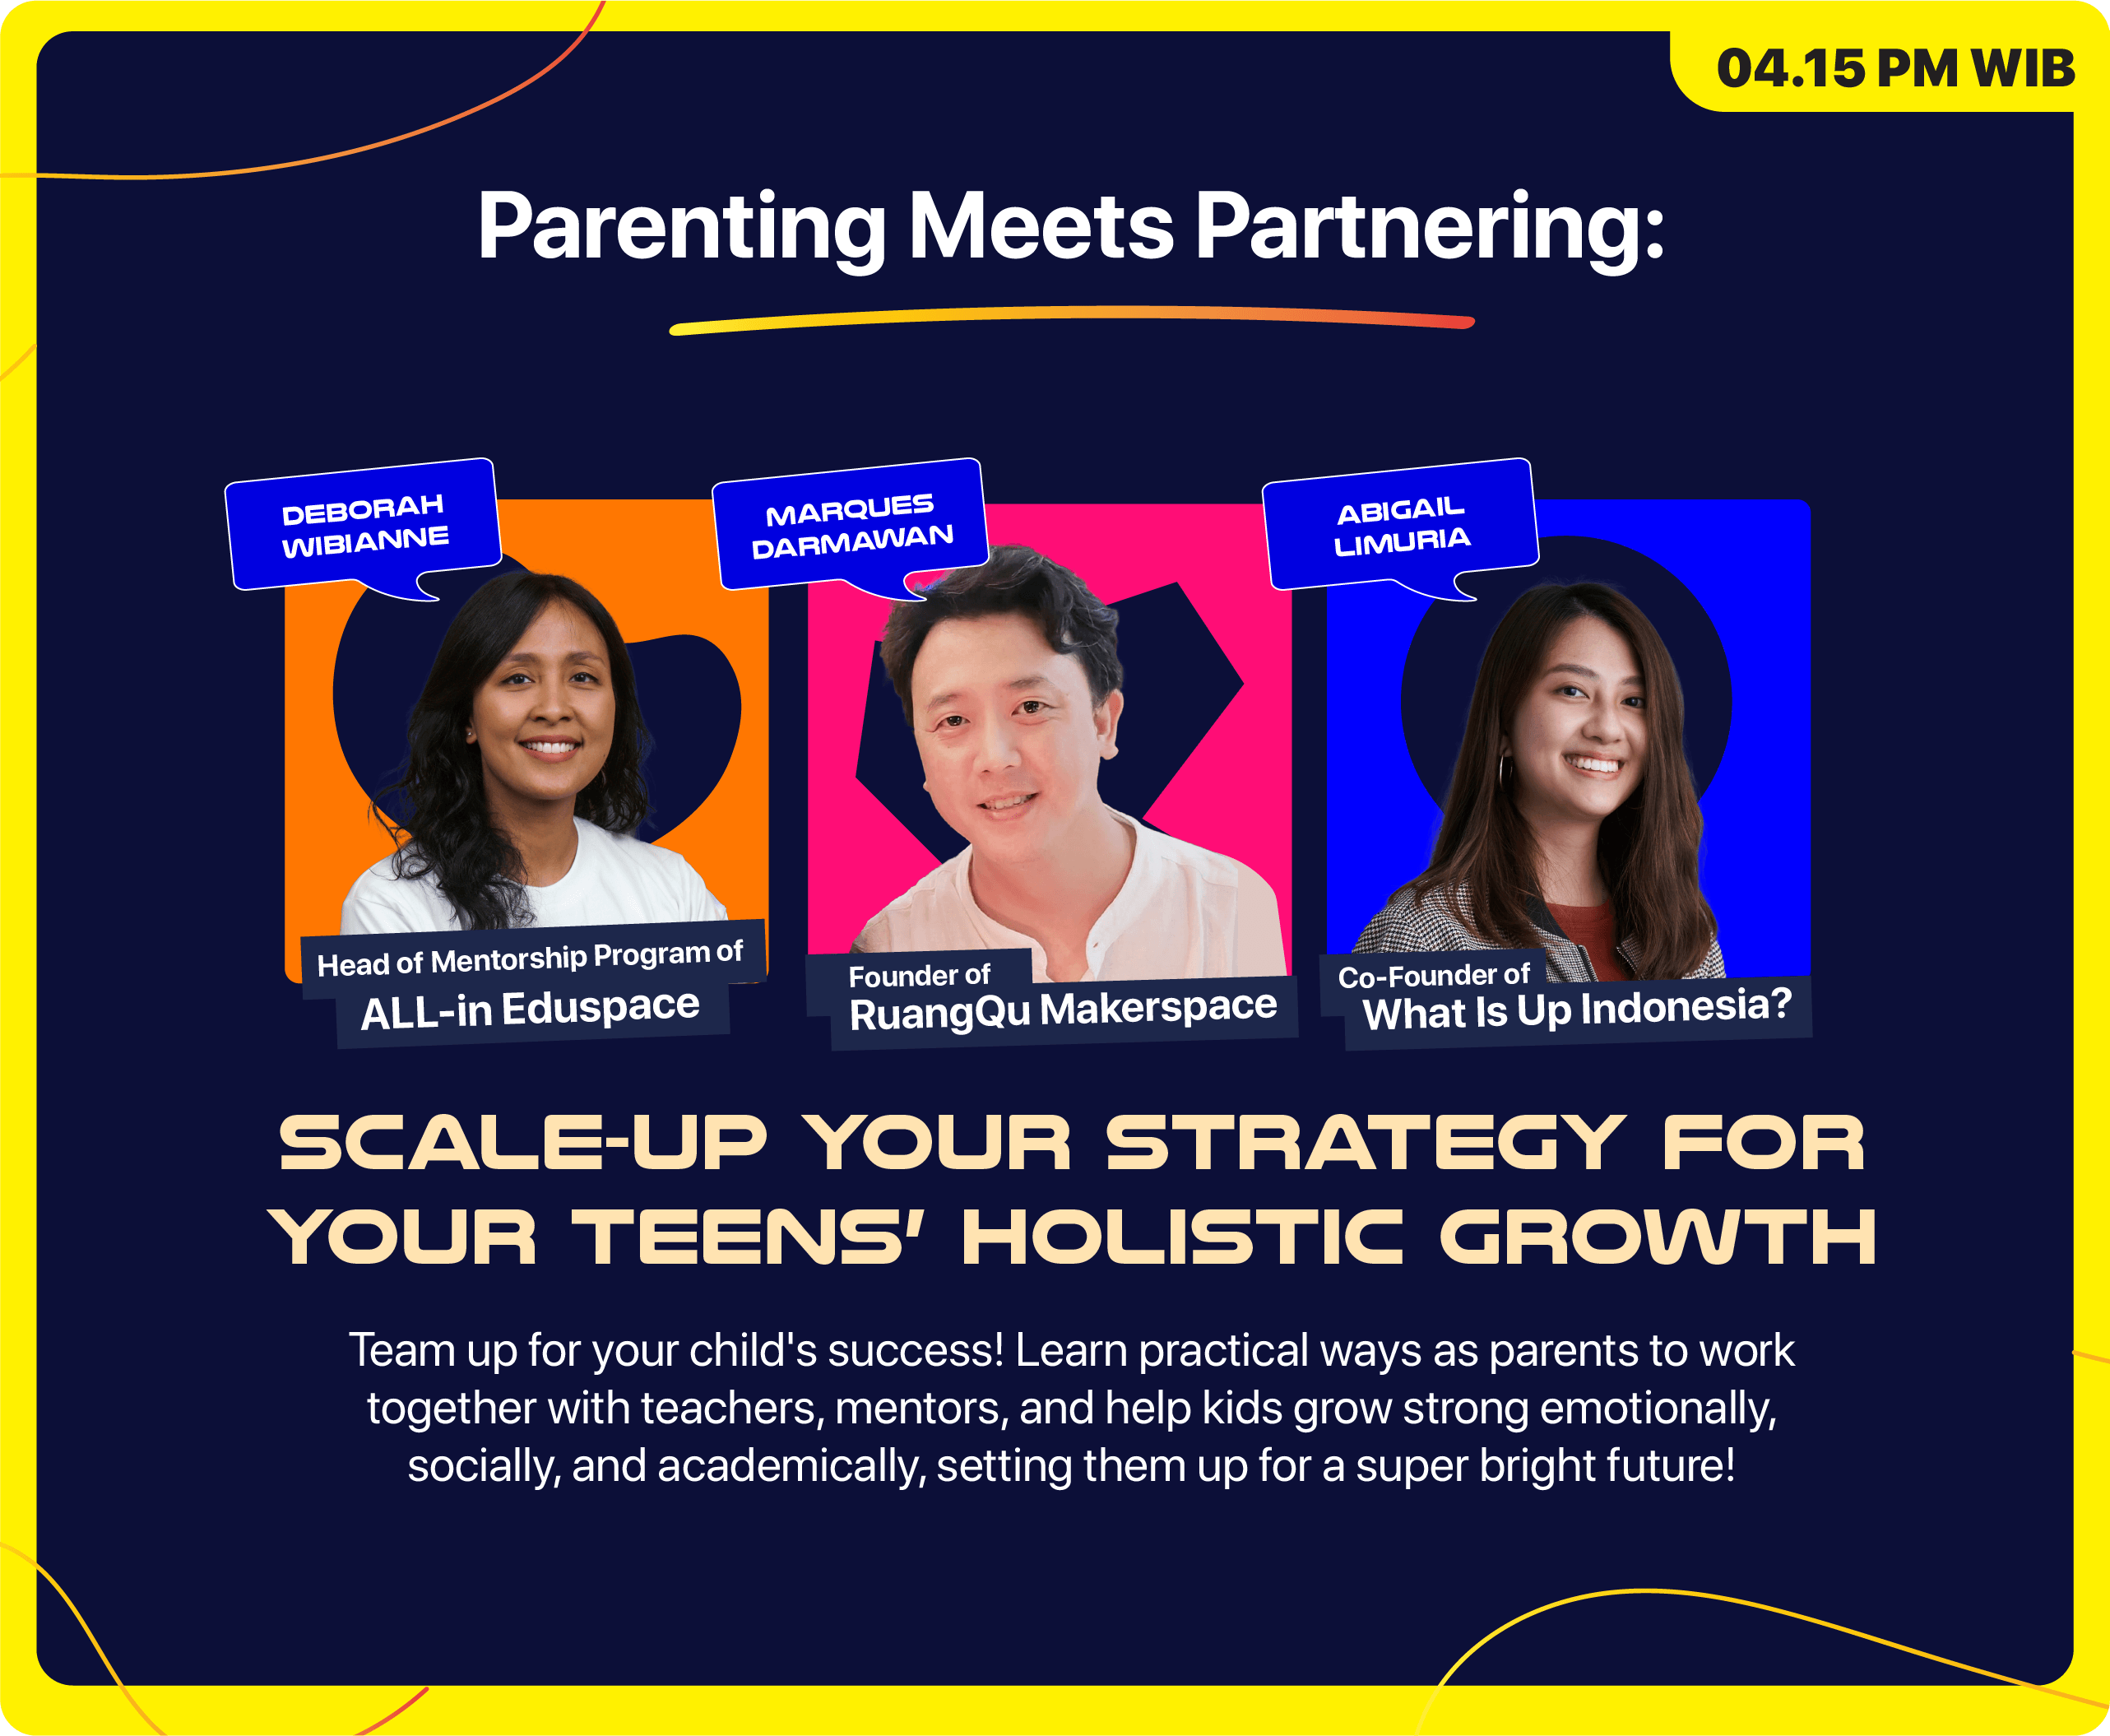 04.15 PM WIB
Parenting Meets Partnering:
DEBORAH
WIBIANNE
MARQUES
DARMAWAN
ABIGAIL
LIMURIA
Head of Mentorship Program of
ALL-in Eduspace
Founder of
RuangQu Makerspace
Co-Founder of
What Is Up Indonesia?
SCALE-UP YOUR STRATEGY FOR
YOUR TEENS’ HOLISTIC GROWTH
Team up for your child's success! Learn practical ways as parents to work
together with teachers, mentors, and help kids grow strong emotionally,
socially, and academically, setting them up for a super bright future!